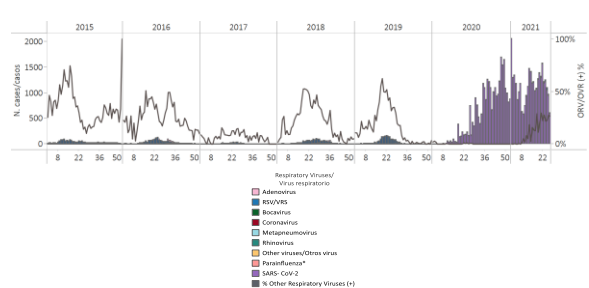 2015 2016 2017 2018 2019 2020 2021
2000 100%
1500
1000 50%
500
0 0%
N. cases/casos
ORV/OVR (+) %
8 22 36 50 8 22 36 50 8 22 36 50 8 22 36 50 8 22 36 50 8 22 36 50 8 22
Respiratory Viruses/
Virus respiratorio
Adenovirus
RSV/VRS
Bocavirus
Coronavirus
Metapneumovirus
Rhinovirus
Other viruses/Otros virus
Parainfluenza*
SARS- CoV-2
% Other Respiratory Viruses (+)